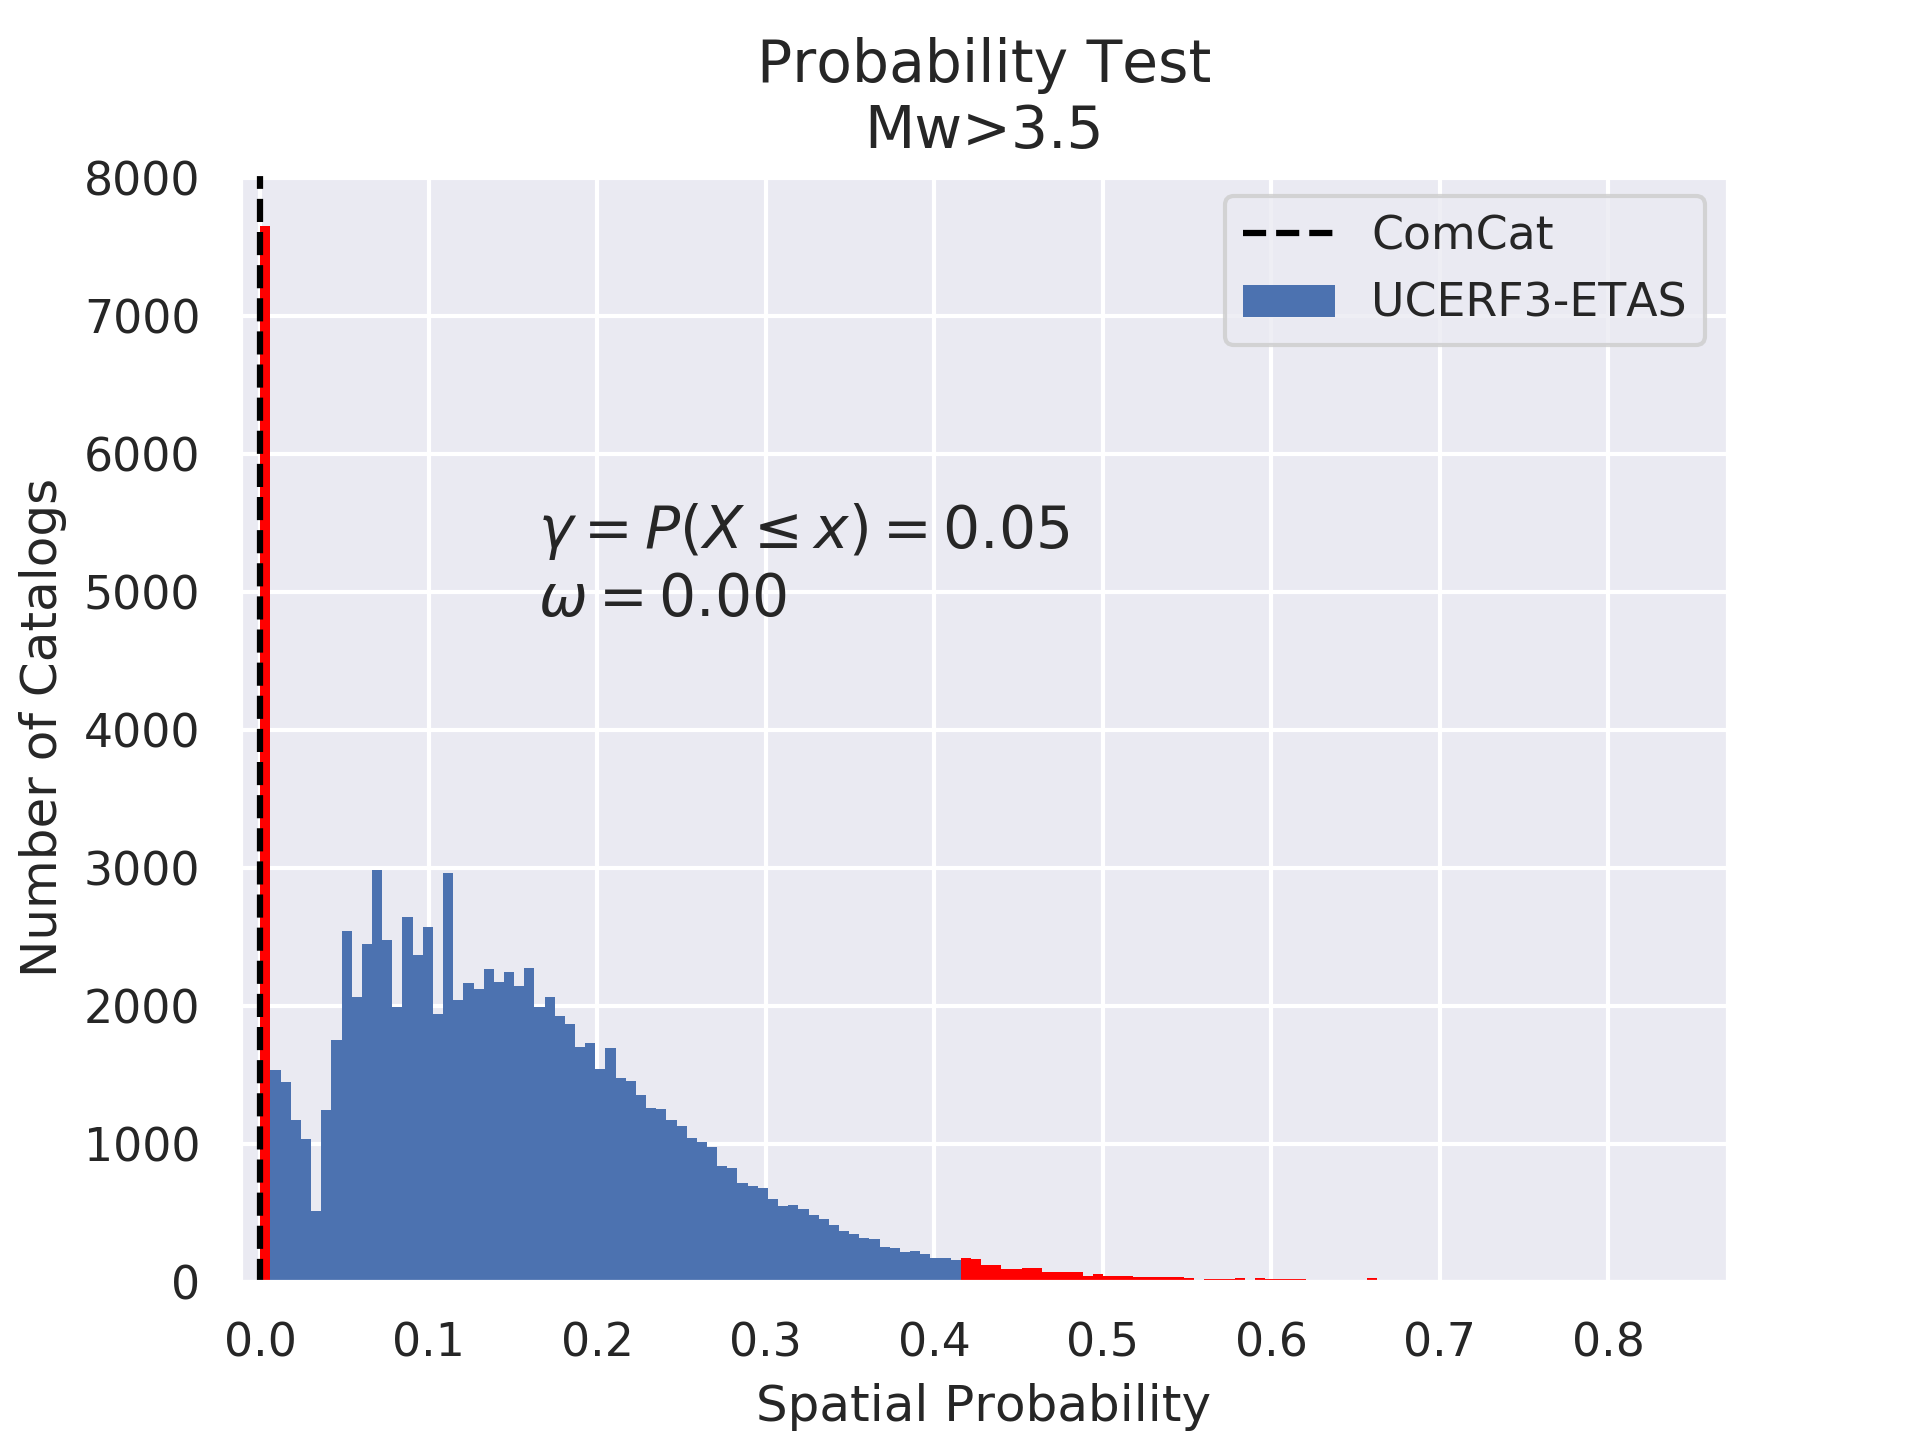 Probability Test
Mw>3.5
8000
7000
6000
5000
4000
3000
2000
1000
0
Number of Catalogs
ComCat
UCERF3-ETAS
γ = P(X ≤ x) = 0.05
ω = 0.00
0.0 0.1 0.2 0.3 0.4 0.5 0.6 0.7 0.8
Spatial Probability